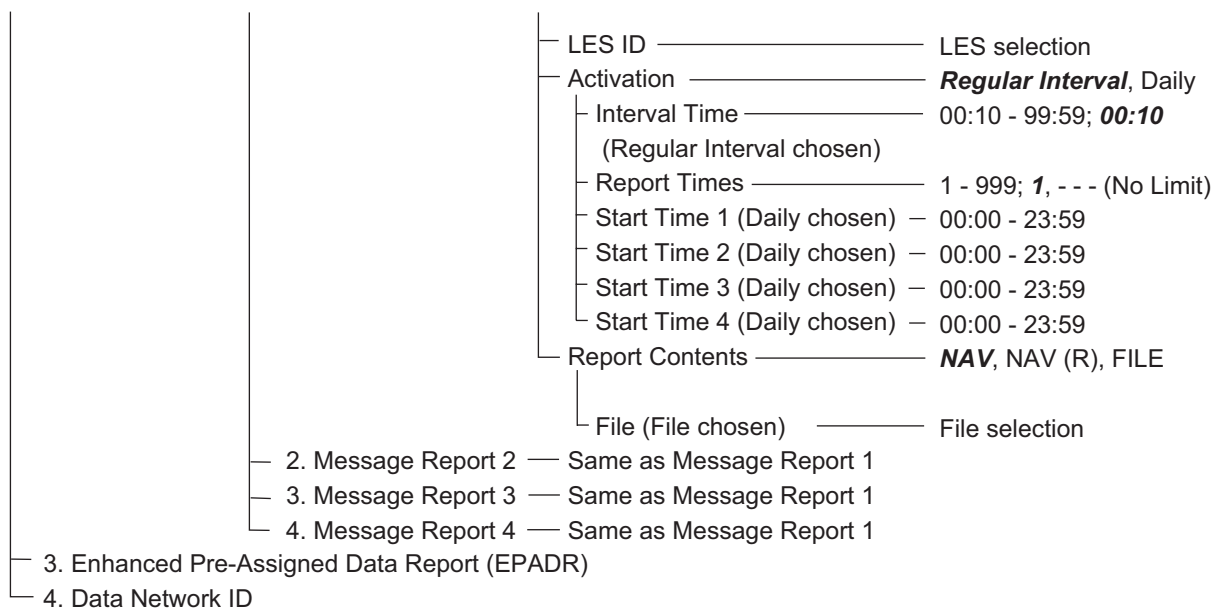 LES ID LES selection
Activation Regular Interval, Daily
Interval Time 00:10 - 99:59; 00:10
(Regular Interval chosen)
Report Times 1 - 999; 1, - - - (No Limit)
Start Time 1 (Daily chosen) 00:00 - 23:59
Start Time 2 (Daily chosen) 00:00 - 23:59
Start Time 3 (Daily chosen) 00:00 - 23:59
Start Time 4 (Daily chosen) 00:00 - 23:59
Report Contents NAV, NAV (R), FILE
File (File chosen) File selection
2. Message Report 2 Same as Message Report 1
3. Message Report 3 Same as Message Report 1
4. Message Report 4 Same as Message Report 1
3. Enhanced Pre-Assigned Data Report (EPADR)
4. Data Network ID